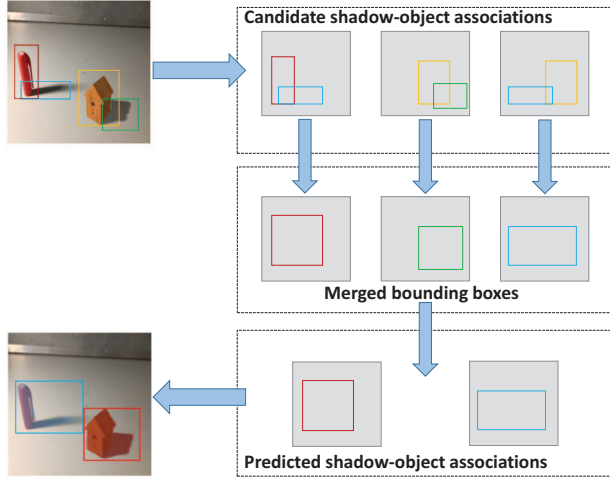 Candidate shadow-object associations
Merged bounding boxes
Predicted shadow-object associations